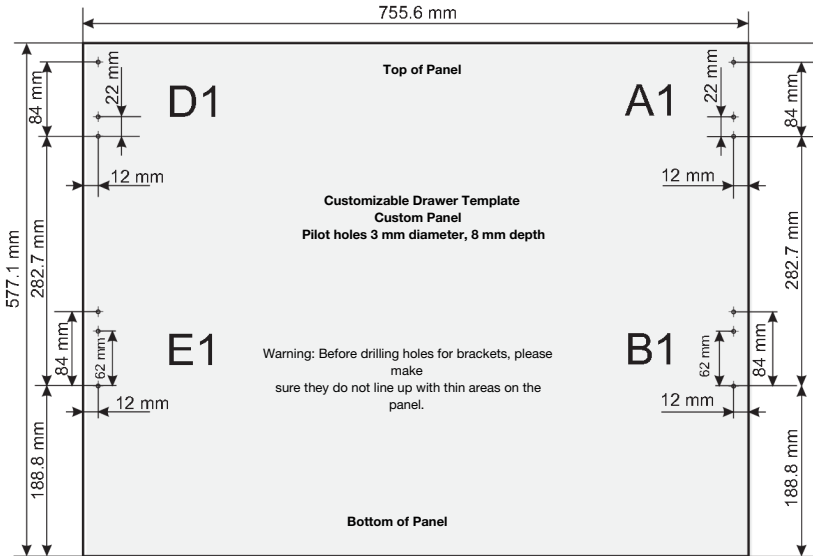 755.6 mm
Top of Panel
84 mm
22 mm
D1
A1
22 mm
84 mm
12 mm
12 mm
Customizable Drawer Template
Custom Panel
Pilot holes 3 mm diameter, 8 mm depth
577.1 mm
282.7 mm
282.7 mm
84 mm
62 mm
E1
Warning: Before drilling holes for brackets, please
make
sure they do not line up with thin areas on the
panel.
B1
62 mm
84 mm
12 mm
12 mm
188.8 mm
188.8 mm
Bottom of Panel